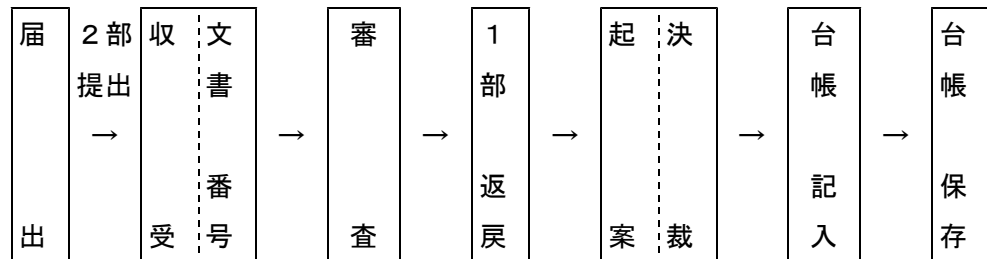 届出
２部
提出
→
収受
文書番号
→
審査
→
１部返戻
→
起案
決裁
→
台帳記入
→
台帳保存